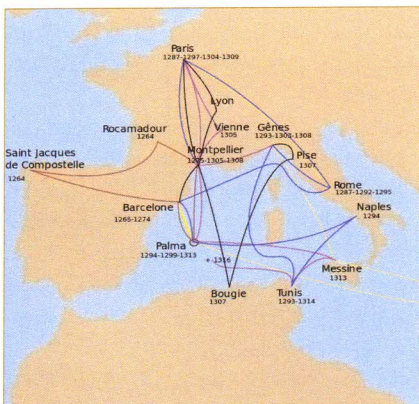 Paris
1287-1297-1304-1309
Lyon
Rocamadour
1264
Vienne
1305
Gênes
1293-1303-1308
Montpellier
1295-1305-1308
Pise
1307
Saint Jacques
de Compostelle
1264
Rome
1287-1292-1295
Barcelone
1265-1274
Naples
1294
Palma
1294-1299-1313
+ 1316
Messine
1313
Bougie
1307
Tunis
1293-1314